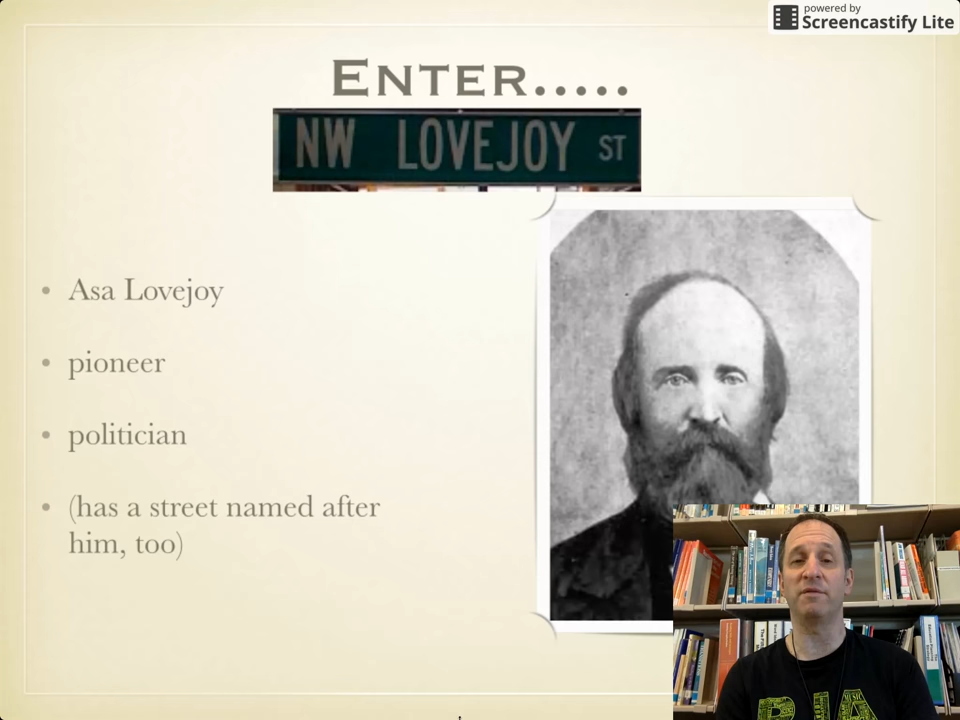 powered by
Screencastify Lite
ENTER.....
NW LOVEJOY ST
• Asa Lovejoy
• pioneer
• politician
• (has a street named after
him, too)